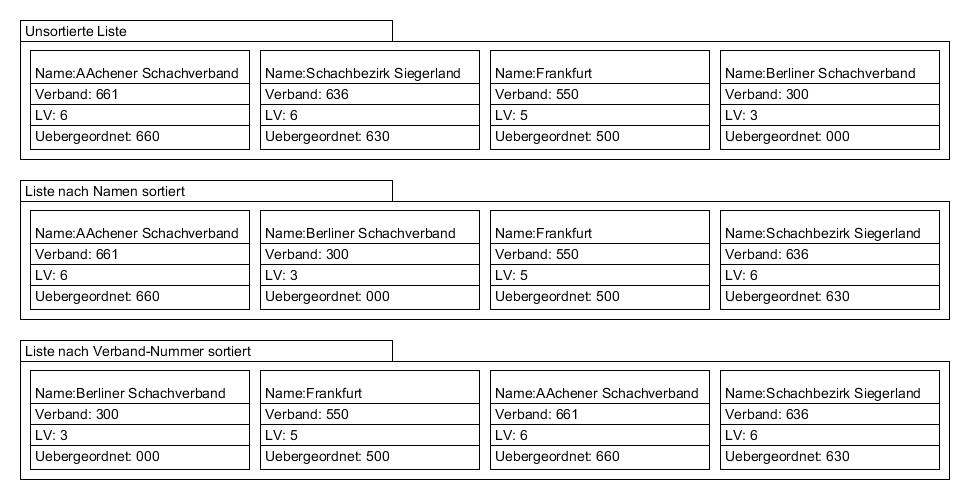 Unsortierte Liste
Name:AAchener Schachverband
Verband: 661
LV: 6
Uebergeordnet: 660
Name:Schachbezirk Siegerland
Verband: 636
LV: 6
Uebergeordnet: 630
Name:Frankfurt
Verband: 550
LV: 5
Uebergeordnet: 500
Name:Berliner Schachverband
Verband: 300
LV: 3
Uebergeordnet: 000
Liste nach Namen sortiert
Name:AAchener Schachverband
Verband: 661
LV: 6
Uebergeordnet: 660
Name:Berliner Schachverband
Verband: 300
LV: 3
Uebergeordnet: 000
Name:Frankfurt
Verband: 550
LV: 5
Uebergeordnet: 500
Name:Schachbezirk Siegerland
Verband: 636
LV: 6
Uebergeordnet: 630
Liste nach Verband-Nummer sortiert
Name:Berliner Schachverband
Verband: 300
LV: 3
Uebergeordnet: 000
Name:Frankfurt
Verband: 550
LV: 5
Uebergeordnet: 500
Name:AAchener Schachverband
Verband: 661
LV: 6
Uebergeordnet: 660
Name:Schachbezirk Siegerland
Verband: 636
LV: 6
Uebergeordnet: 630